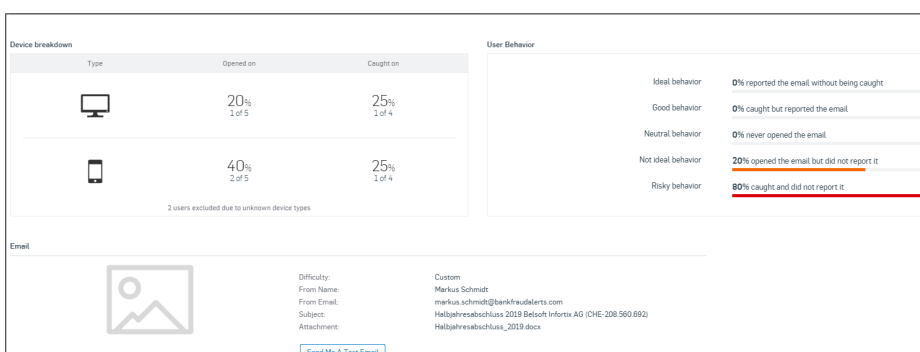 Device breakdown
Type Opened on Caught on
20%
1 of 5
25%
1 of 4
40%
2 of 5
25%
1 of 4
2 users excluded due to unknown device types
User Behavior
Ideal behavior 0% reported the email without being caught
Good behavior 0% caught but reported the email
Neutral behavior 0% never opened the email
Not ideal behavior 20% opened the email but did not report it
Risky behavior 80% caught and did not report it
Email
Difficulty: Custom
From Name: Markus Schmidt
From Email: markus.schmidt@bankfraudalerts.com
Subject: Halbjahresabschluss 2019 Belsoft Infortix AG (CHE-208.560.692)
Attachment: Halbjahresabschluss_2019.docx
Send Me A Test Email